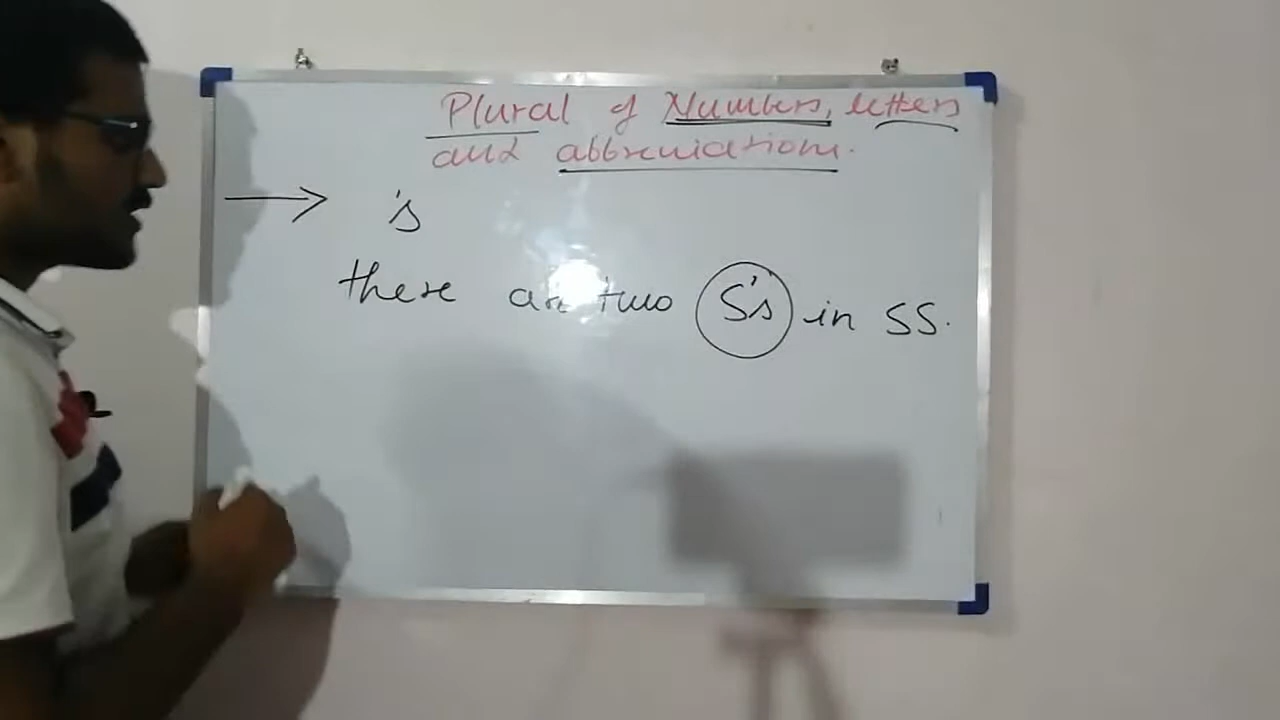 Plural of Numbers, letters
and abbreviations.
's
there are two S's in SS.